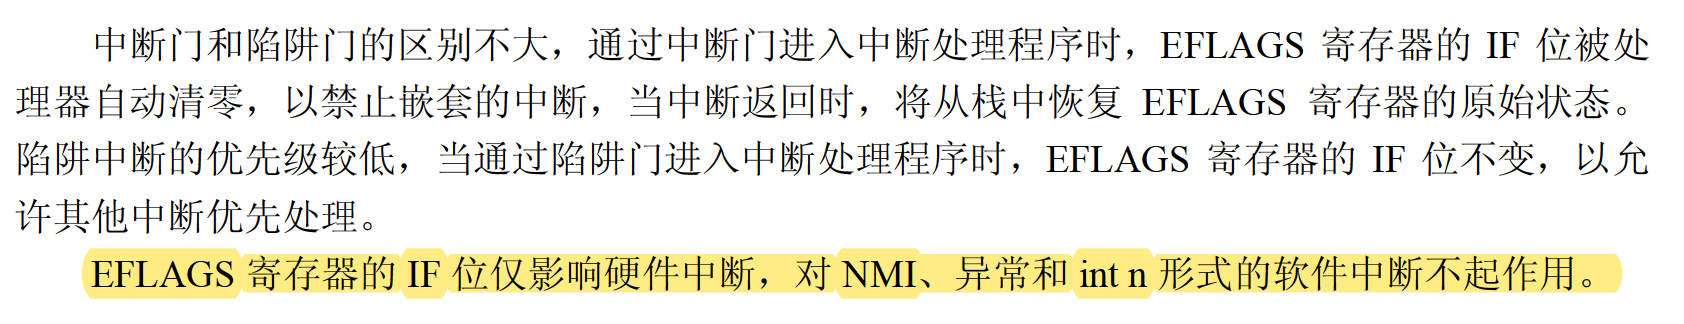 中断门和陷阱门的区别不大，通过中断门进入中断处理程序时，EFLAGS 寄存器的 IF 位被处
理器自动清零，以禁止嵌套的中断，当中断返回时，将从栈中恢复 EFLAGS 寄存器的原始状态。
陷阱中断的优先级较低，当通过陷阱门进入中断处理程序时，EFLAGS 寄存器的 IF 位不变，以允
许其他中断优先处理。
EFLAGS 寄存器的 IF 位仅影响硬件中断，对 NMI、异常和 int n 形式的软件中断不起作用。